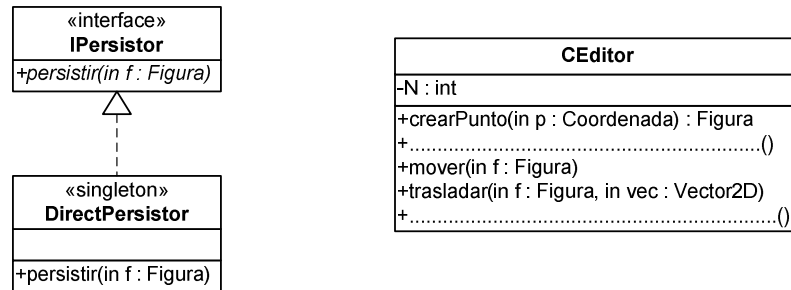 «interface»
IPersistor
+persistir(in f : Figura)
«singleton»
DirectPersistor
+persistir(in f : Figura)
CEditor
-N : int
+crearPunto(in p : Coordenada) : Figura
+...............................................................()
+mover(in f : Figura)
+trasladar(in f : Figura, in vec : Vector2D)
+..................................................................()